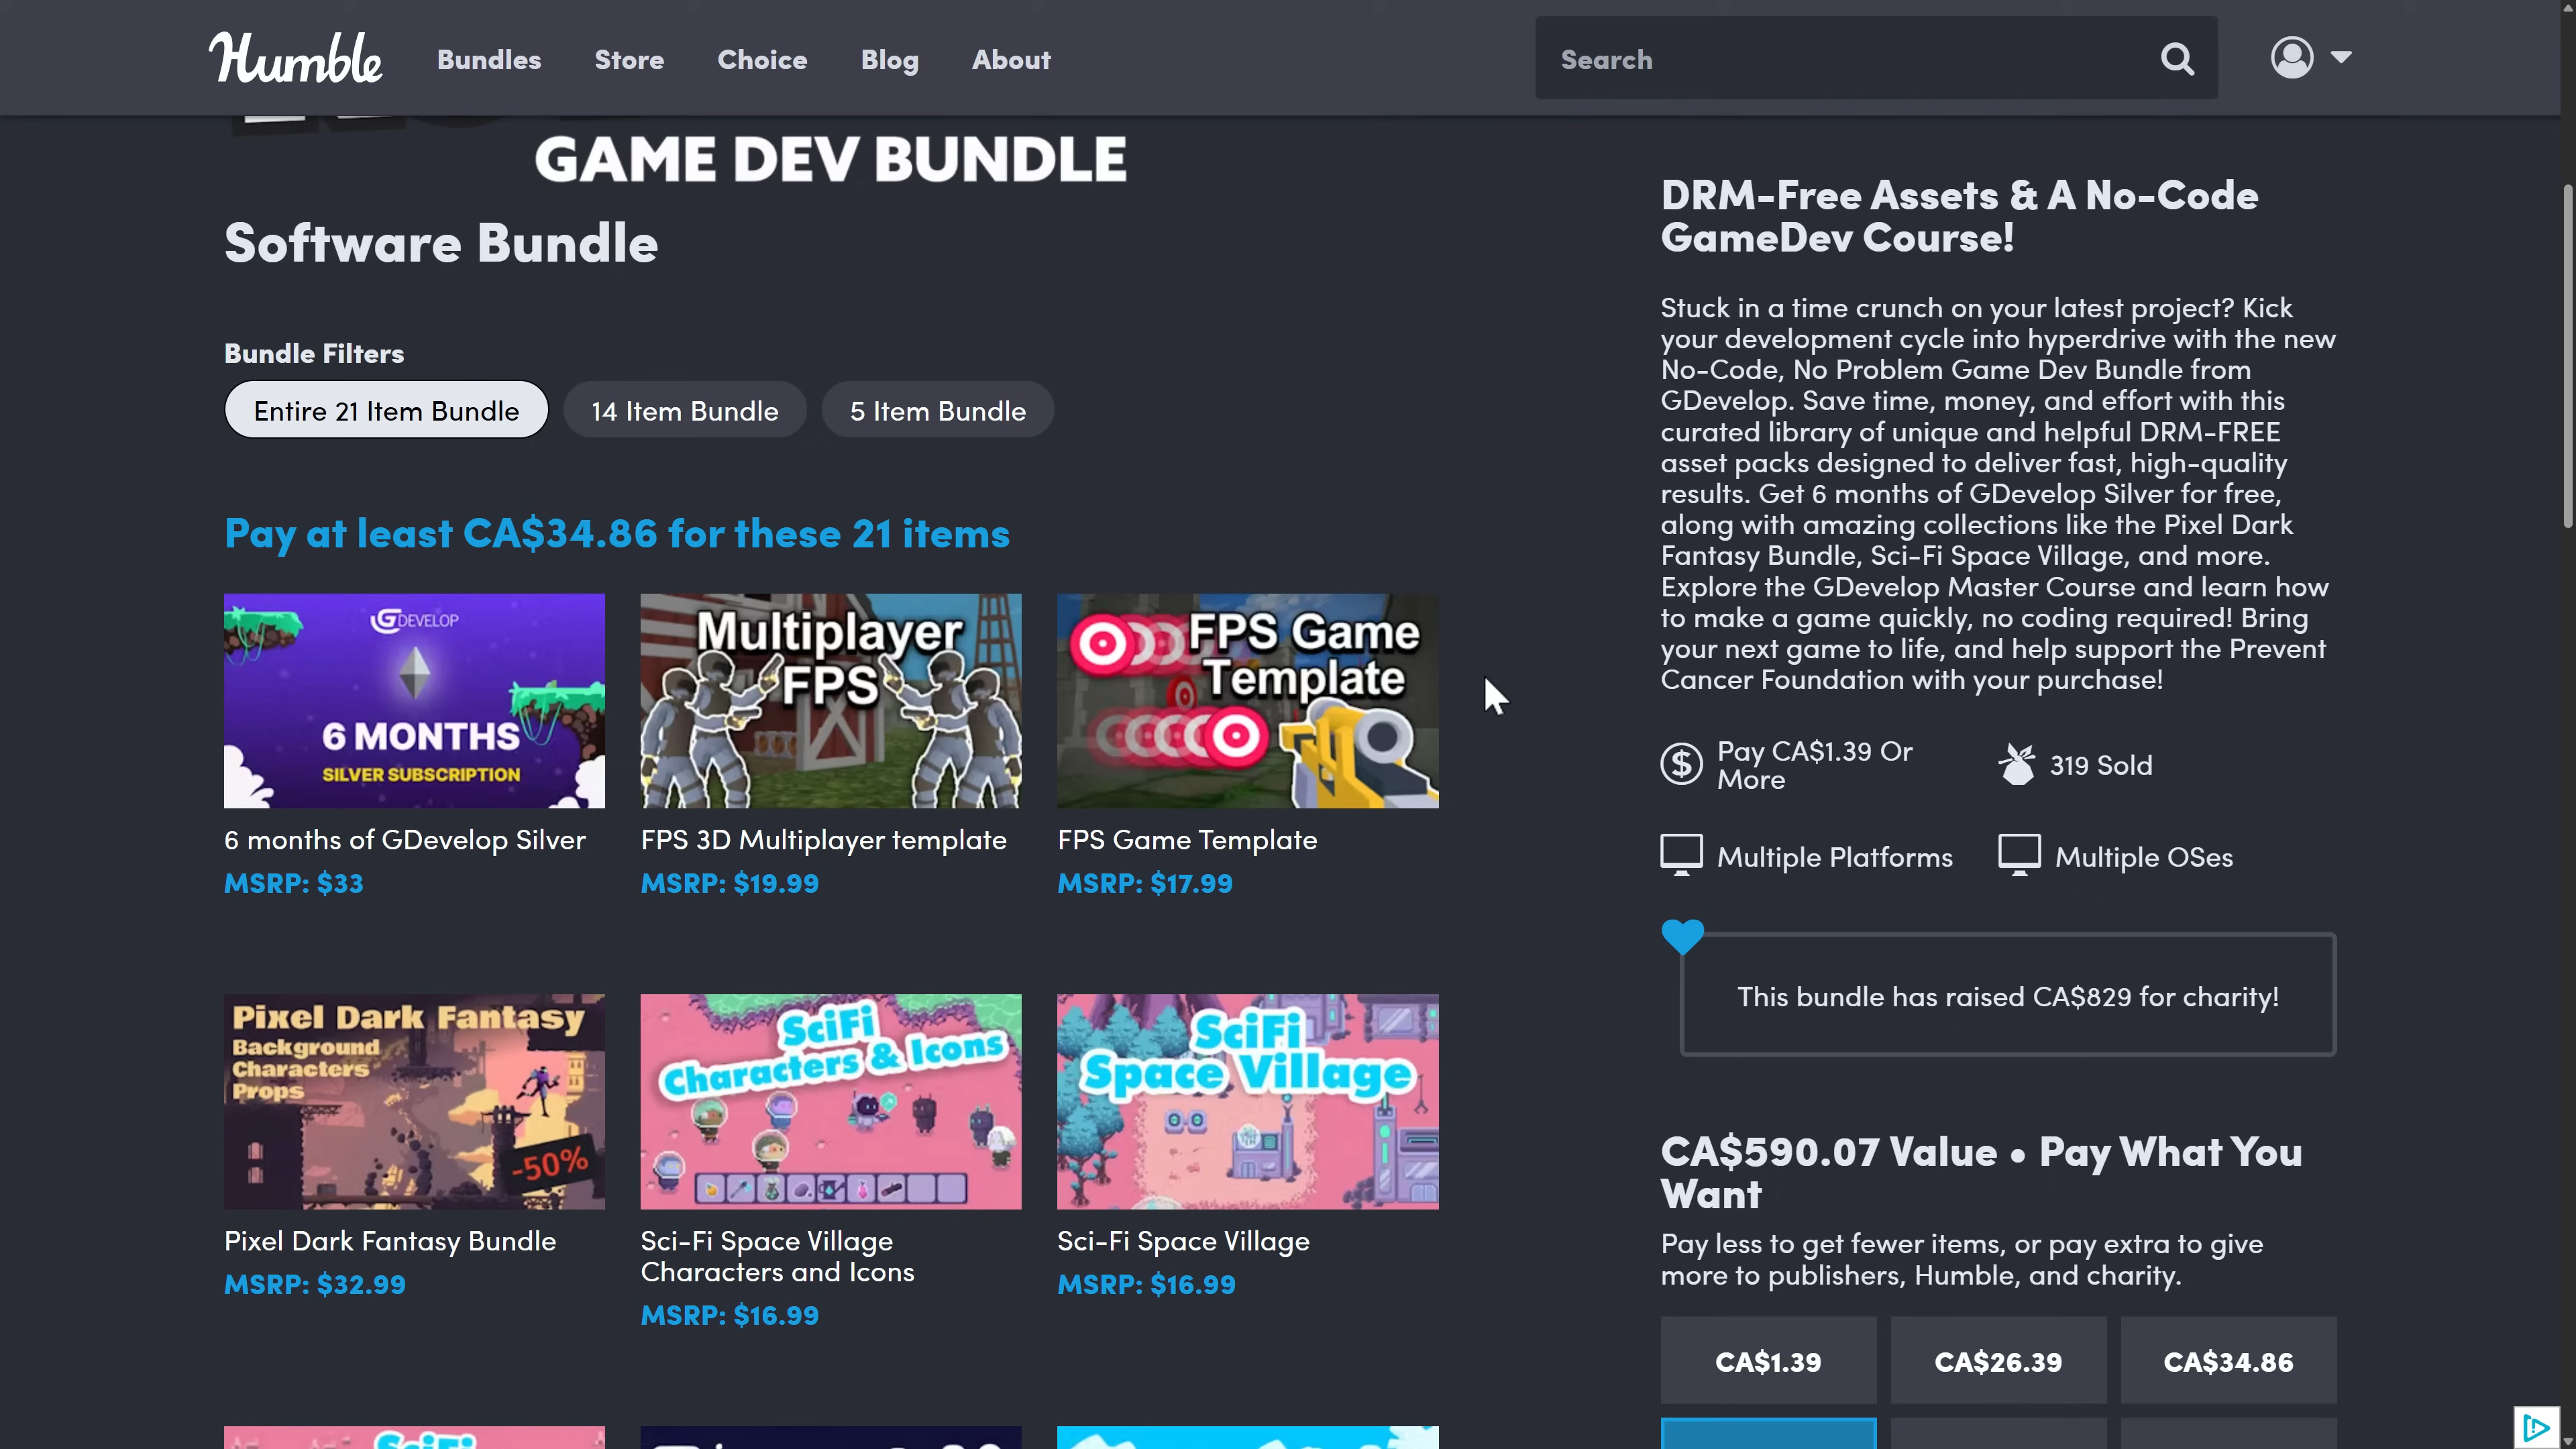 Humble
Bundles
Store
Choice
Blog
About
Search
GAME DEV BUNDLE
Software Bundle
Bundle Filters
Entire 21 Item Bundle
14 Item Bundle
5 Item Bundle
Pay at least CA$34.86 for these 21 items
GDEVELOP
6 MONTHS
SILVER SUBSCRIPTION
6 months of GDevelop Silver
MSRP: $33
Multiplayer
FPS
FPS 3D Multiplayer template
MSRP: $19.99
FPS Game
Template
FPS Game Template
MSRP: $17.99
Pixel Dark Fantasy
Background
Characters
Props
-50%
Pixel Dark Fantasy Bundle
MSRP: $32.99
SciFi
Characters & Icons
Sci-Fi Space Village
Characters and Icons
MSRP: $16.99
SciFi
Space Village
Sci-Fi Space Village
MSRP: $16.99
SciFi
DRM-Free Assets & A No-Code
GameDev Course!
Stuck in a time crunch on your latest project? Kick
your development cycle into hyperdrive with the new
No-Code, No Problem Game Dev Bundle from
GDevelop. Save time, money, and effort with this
curated library of unique and helpful DRM-FREE
asset packs designed to deliver fast, high-quality
results. Get 6 months of GDevelop Silver for free,
along with amazing collections like the Pixel Dark
Fantasy Bundle, Sci-Fi Space Village, and more.
Explore the GDevelop Master Course and learn how
to make a game quickly, no coding required! Bring
your next game to life, and help support the Prevent
Cancer Foundation with your purchase!
Pay CA$1.39 Or
More
319 Sold
Multiple Platforms
Multiple OSes
This bundle has raised CA$829 for charity!
CA$590.07 Value • Pay What You
Want
Pay less to get fewer items, or pay extra to give
more to publishers, Humble, and charity.
CA$1.39
CA$26.39
CA$34.86